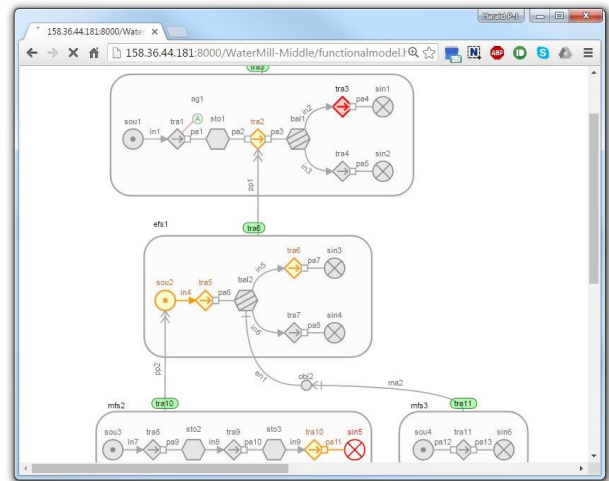 Harald P-J
158.36.44.181:8000/Water
158.36.44.181:8000/WaterMill-Middle/functionalmodel.h
ABP
S
tra3
ag1
A
tra3
sin1
sou1
tra1
sto1
tra2
bal1
in2
pa4
in1
pa1
pa2
pa3
in3
tra4
sin2
pa5
pp1
efs1
tra6
tra6
sin3
sou2
tra5
bal2
in5
pa7
in4
pa6
in6
tra7
sin4
pa8
pp2
en1
obj2
ma2
mfs2
tra10
mfs3
tra11
sou3
tra8
sto2
tra9
sto3
tra10
sin5
sou4
tra11
sin6
in7
pa9
in8
pa10
in9
pa11
pa12
pa13